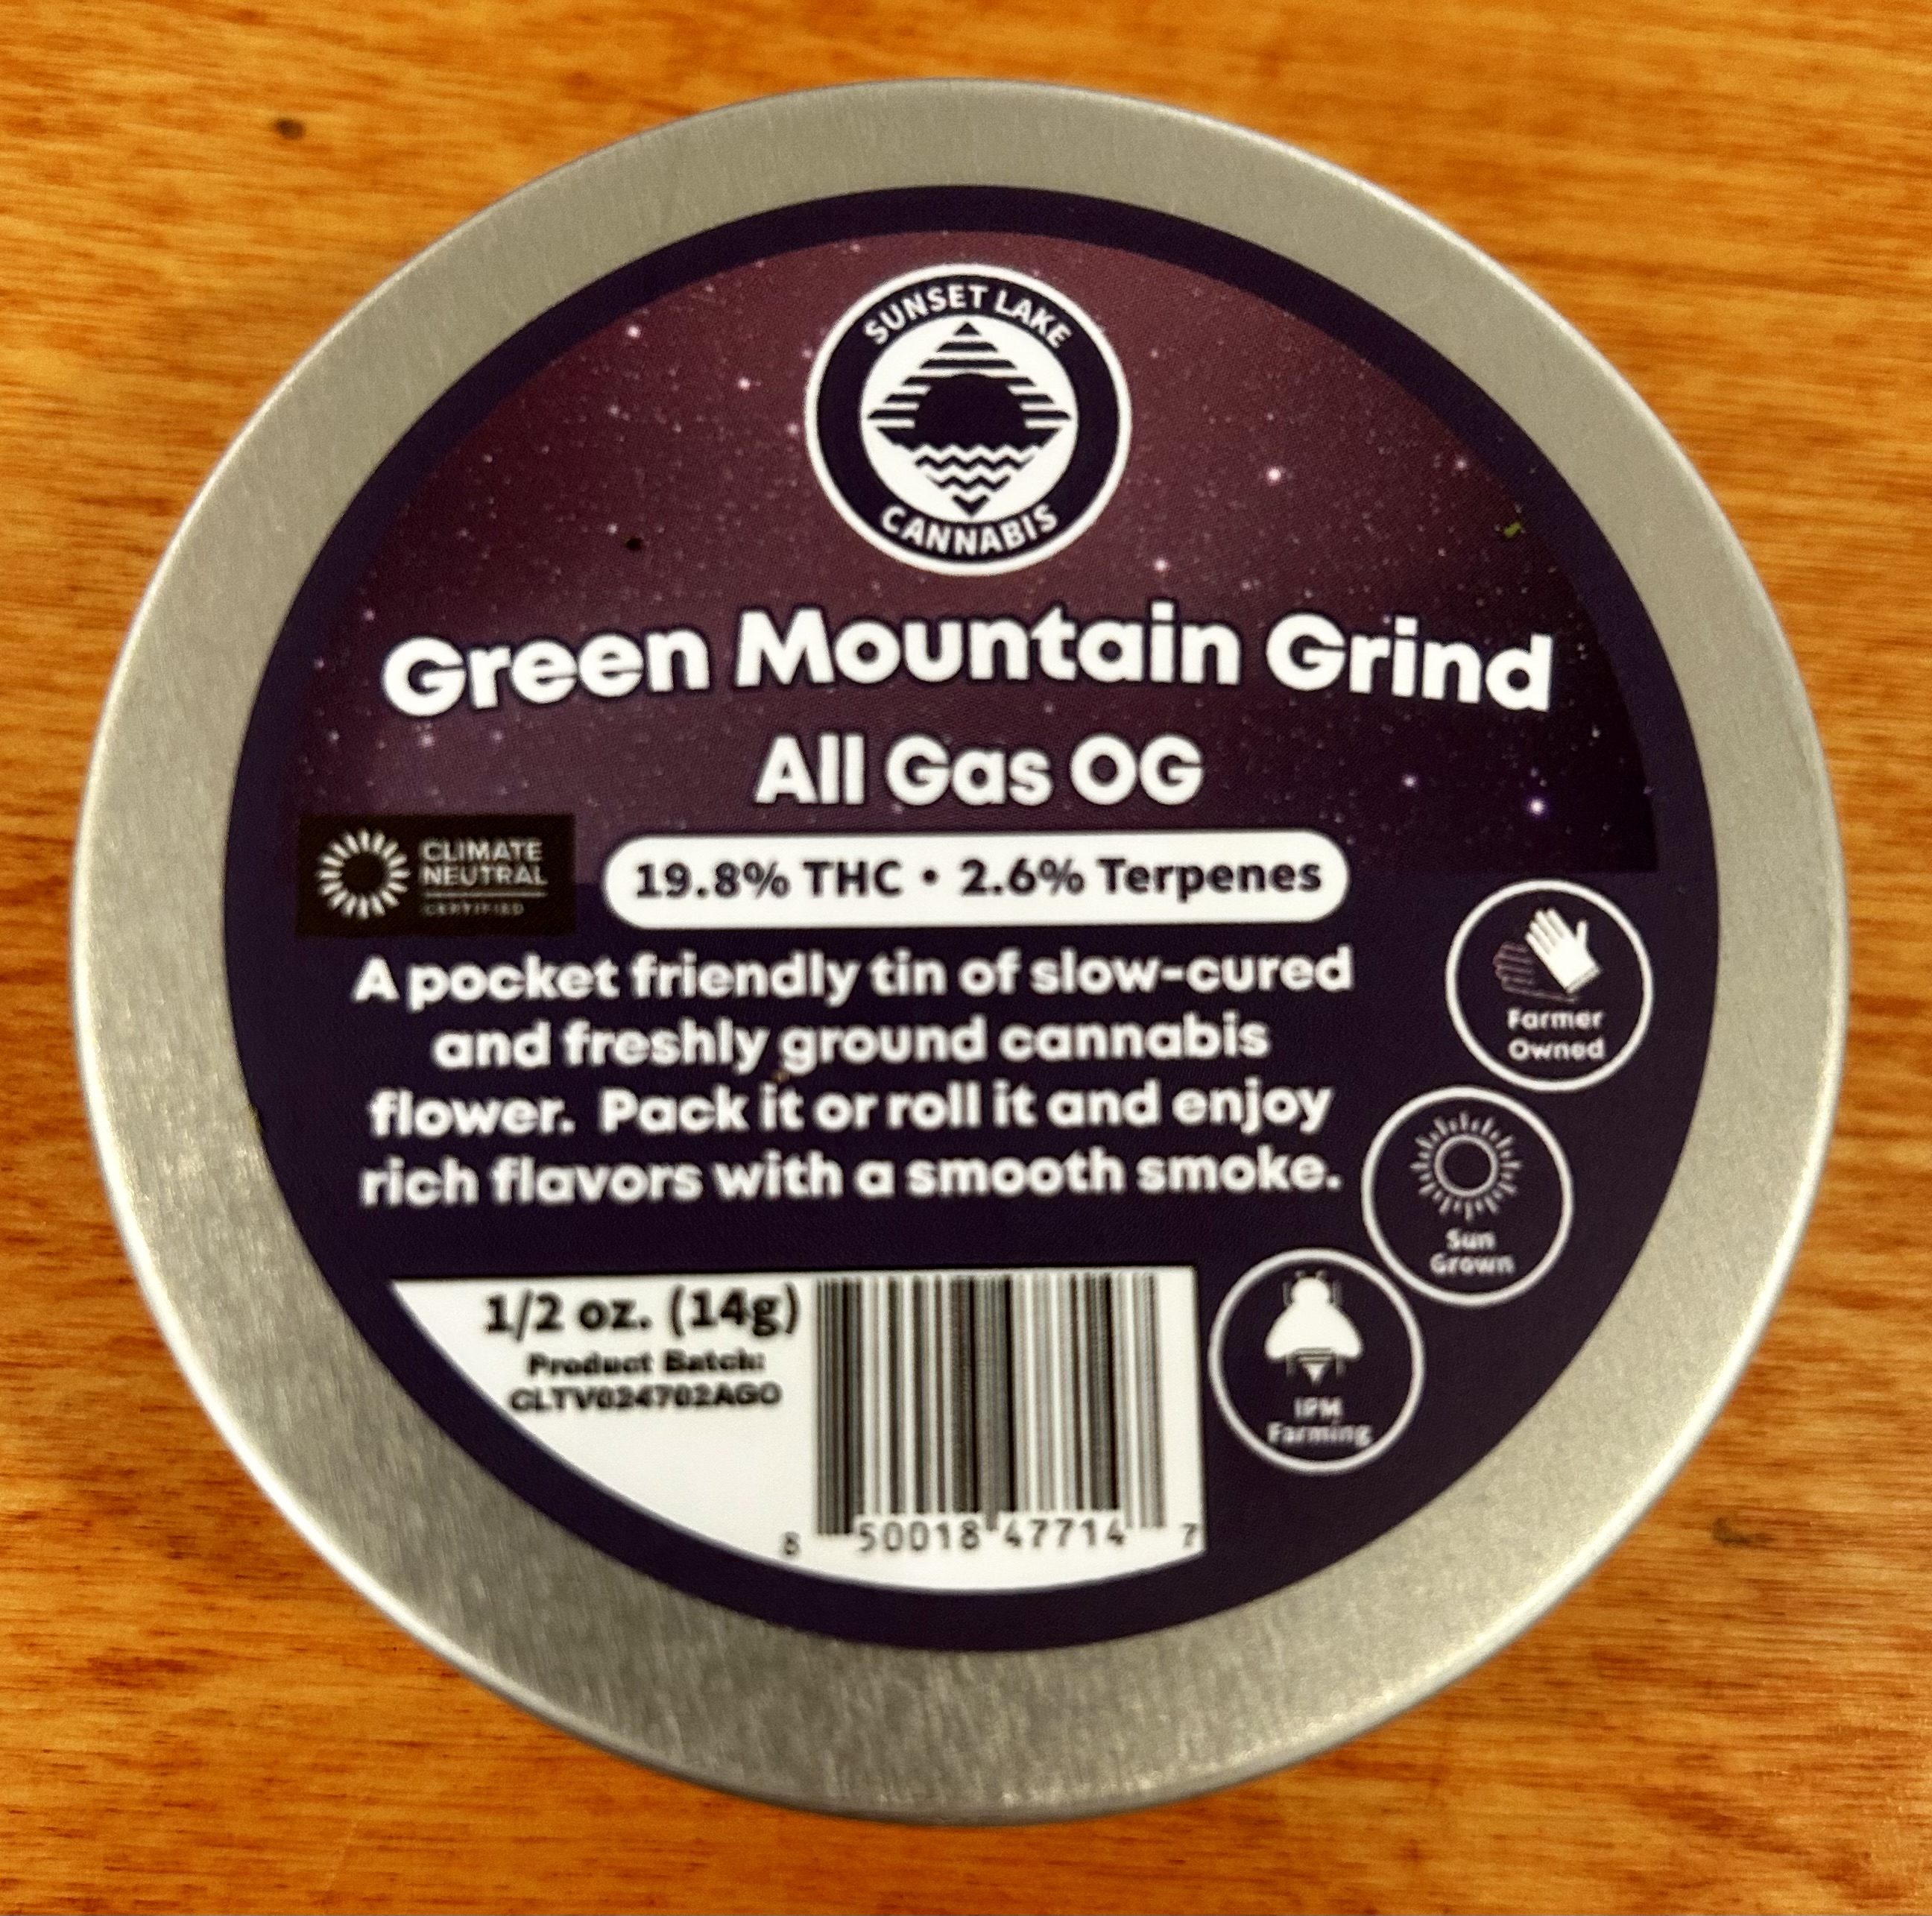 SUNSET LAKE
CANNABIS
Green Mountain Grind
All Gas OG
CLIMATE
NEUTRAL
CERTIFIED
19.8% THC • 2.6% Terpenes
A pocket friendly tin of slow-cured
and freshly ground cannabis
flower. Pack it or roll it and enjoy
rich flavors with a smooth smoke.
Farmer
Owned
Sun
Grown
IPM
Farming
1/2 oz. (14g)
Product Batch:
CLTV024702AGO
8 50018 47714 7